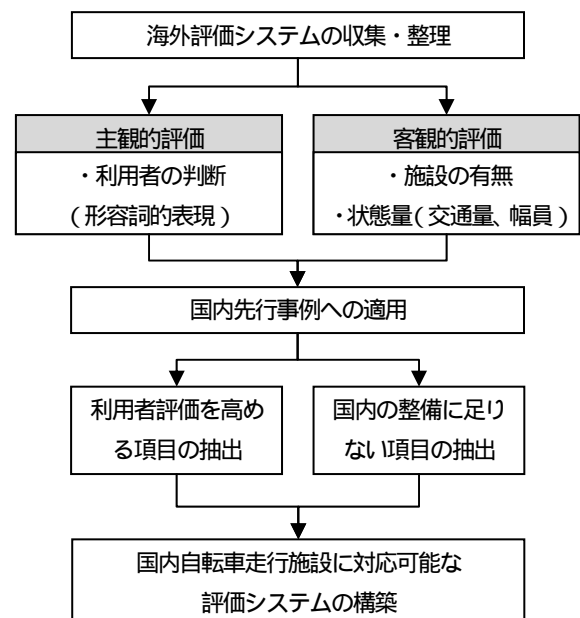 海外評価システムの収集・整理
主観的評価
・利用者の判断
(形容詞的表現)
客観的評価
・施設の有無
・状態量(交通量、幅員)
国内先行事例への適用
利用者評価を高め
る項目の抽出
国内の整備に足り
ない項目の抽出
国内自転車走行施設に対応可能な
評価システムの構築